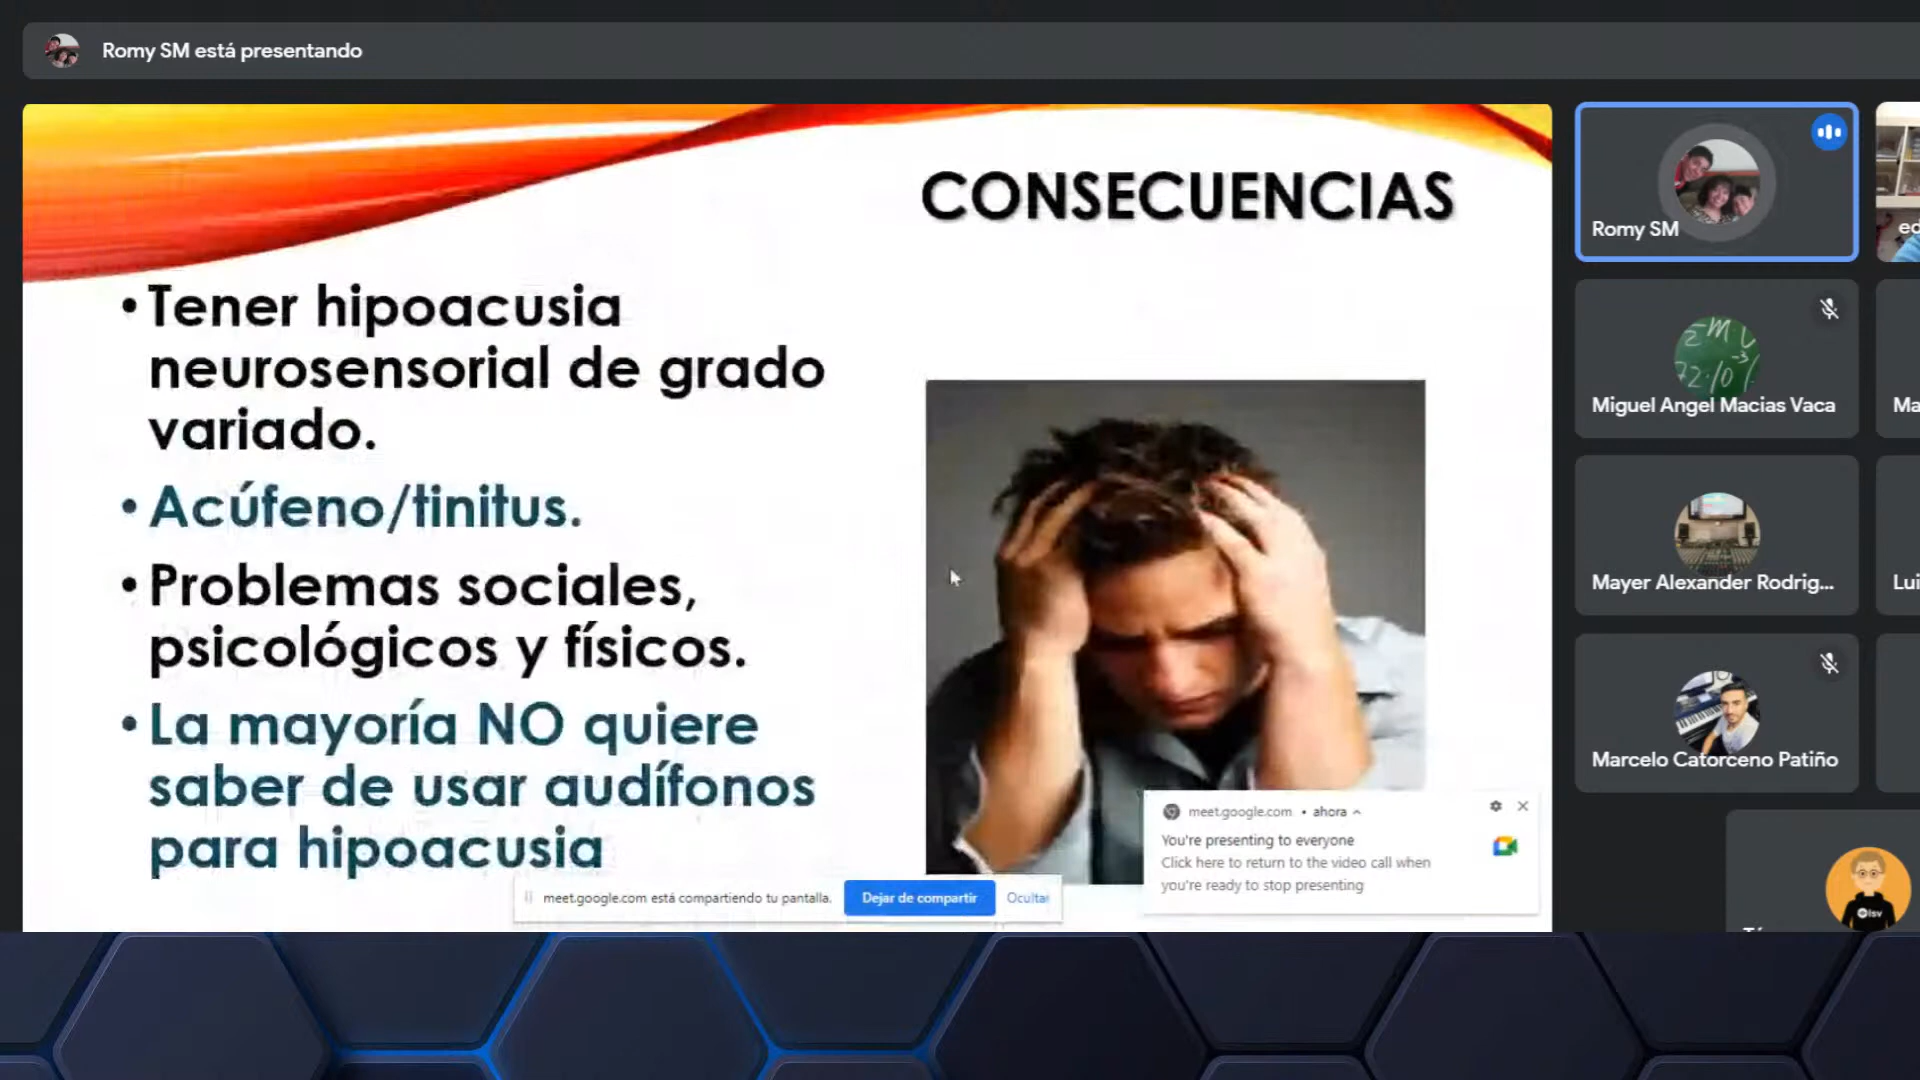 Romy SM está presentando
CONSECUENCIAS
• Tener hipoacusia
neurosensorial de grado
variado.
• Acúfeno/tinitus.
• Problemas sociales,
psicológicos y físicos.
• La mayoría NO quiere
saber de usar audífonos
para hipoacusia
meet.google.com • ahora
You're presenting to everyone
Click here to return to the video call when
you're ready to stop presenting
meet.google.com está compartiendo tu pantalla.
Dejar de compartir
Ocultar
Romy SM
Miguel Angel Macias Vaca
Mayer Alexander Rodrig...
Marcelo Catorceno Patiño